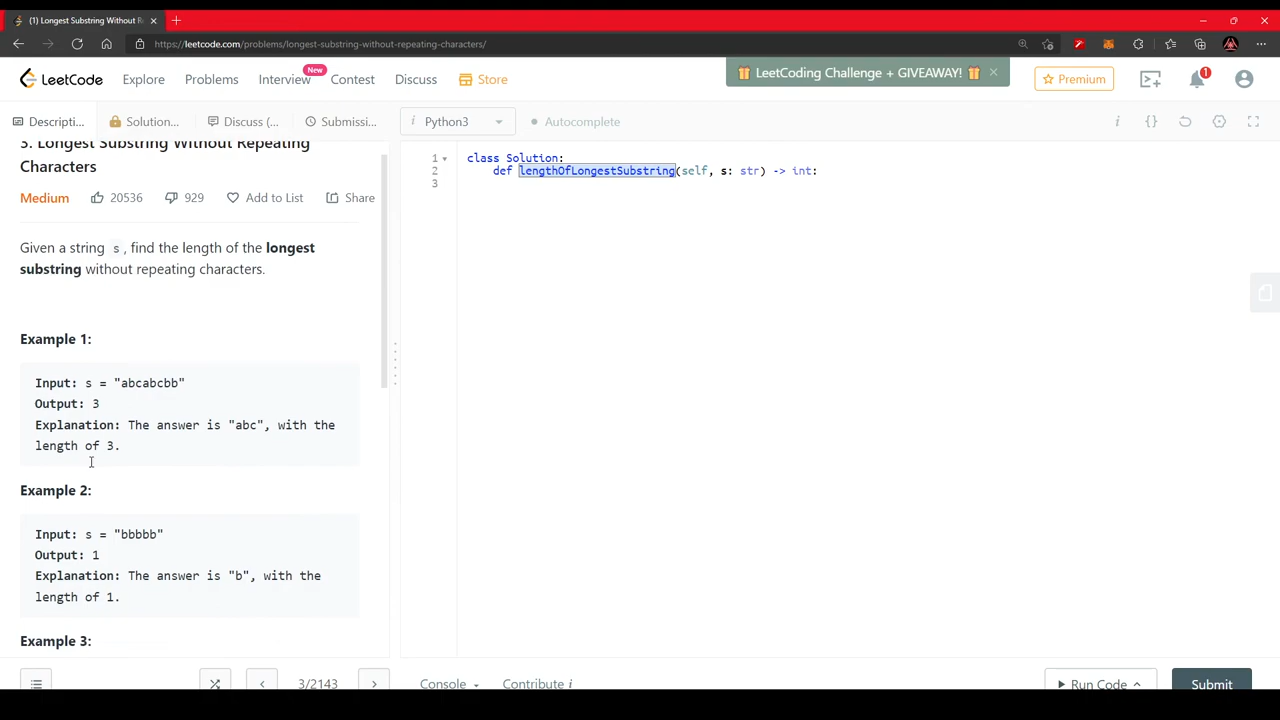 (1) Longest Substring Without R
https://leetcode.com/problems/longest-substring-without-repeating-characters/
LeetCode
Explore
Problems
Interview
New
Contest
Discuss
Store
🎁 LeetCoding Challenge + GIVEAWAY! 🎁 ×
Premium
1
Descripti...
Solution...
Discuss (...
Submissi...
i Python3
Autocomplete
i {}
3. Longest Substring Without Repeating
Characters
Medium
20536
929
Add to List
Share
Given a string s, find the length of the longest
substring without repeating characters.
Example 1:
Input: s = "abcabcbb"
Output: 3
Explanation: The answer is "abc", with the
length of 3.
Example 2:
Input: s = "bbbbb"
Output: 1
Explanation: The answer is "b", with the
length of 1.
Example 3:
1 class Solution:
2 def lengthOfLongestSubstring(self, s: str) -> int:
3
3/2143
Console
Contribute i
Run Code
Submit